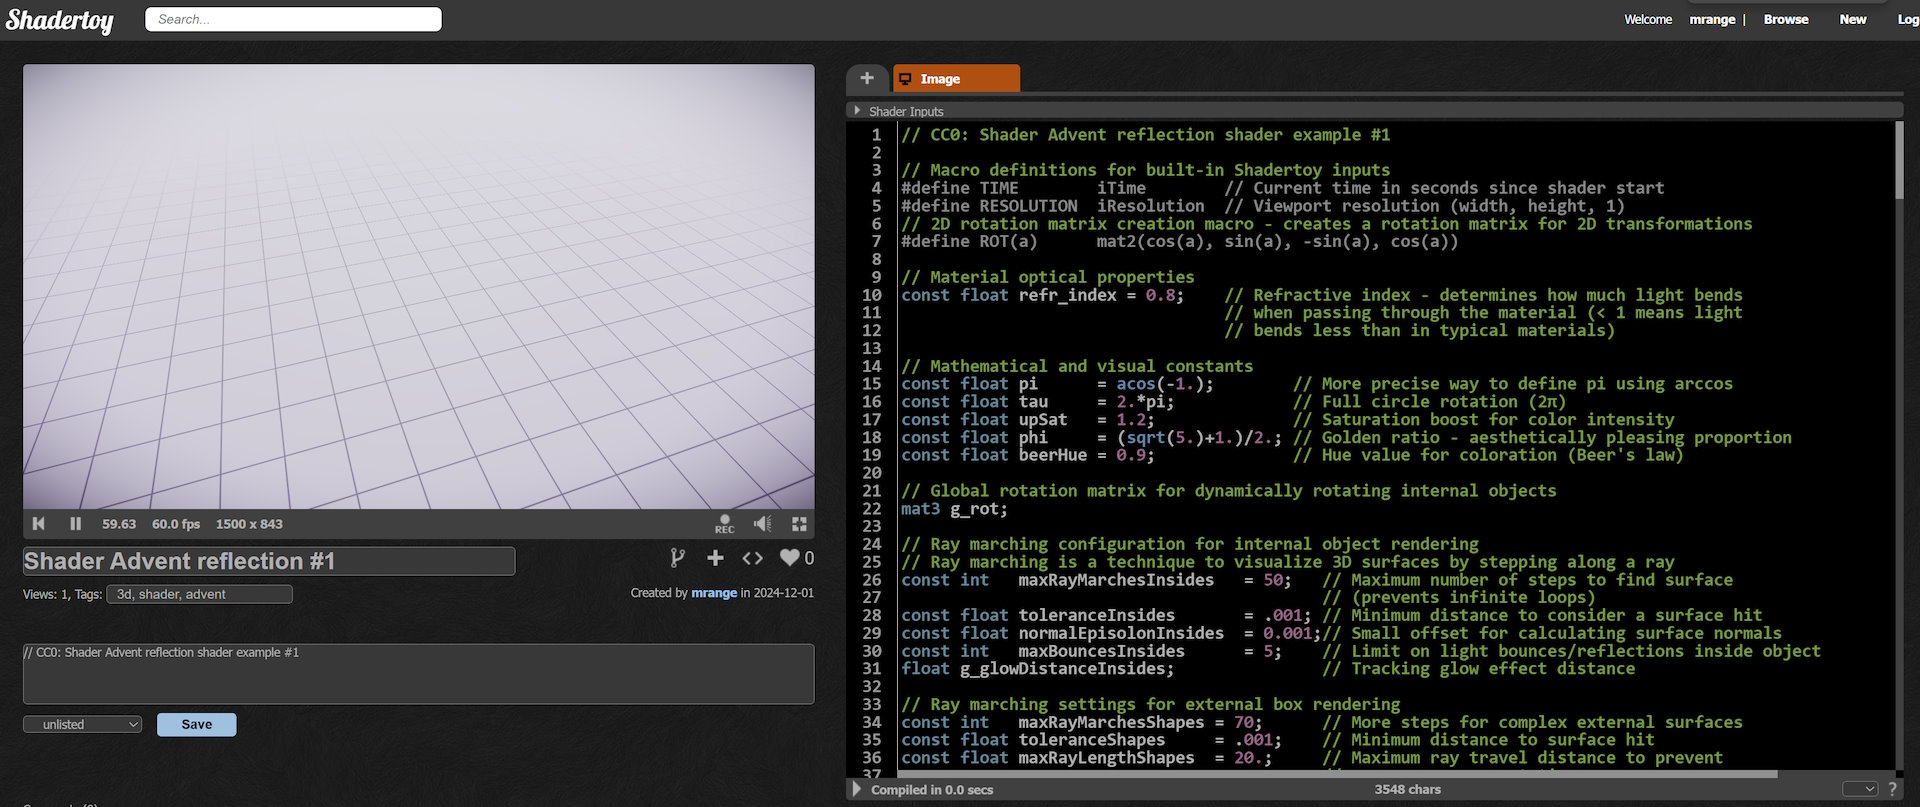 Shadertoy
Search...
Welcome mrange | Browse New Log
+ Image
Shader Inputs
1 // CC0: Shader Advent reflection shader example #1
2
3 // Macro definitions for built-in Shadertoy inputs
4 #define TIME iTime // Current time in seconds since shader start
5 #define RESOLUTION iResolution // Viewport resolution (width, height, 1)
6 // 2D rotation matrix creation macro - creates a rotation matrix for 2D transformations
7 #define ROT(a) mat2(cos(a), sin(a), -sin(a), cos(a))
8
9 // Material optical properties
10 const float refr_index = 0.8; // Refractive index - determines how much light bends
11 // when passing through the material (< 1 means light
12 // bends less than in typical materials)
13
14 // Mathematical and visual constants
15 const float pi = acos(-1.); // More precise way to define pi using arccos
16 const float tau = 2.*pi; // Full circle rotation (2π)
17 const float upSat = 1.2; // Saturation boost for color intensity
18 const float phi = (sqrt(5.)+1.)/2.; // Golden ratio - aesthetically pleasing proportion
19 const float beerHue = 0.9; // Hue value for coloration (Beer's law)
20
21 // Global rotation matrix for dynamically rotating internal objects
22 mat3 g_rot;
23
24 // Ray marching configuration for internal object rendering
25 // Ray marching is a technique to visualize 3D surfaces by stepping along a ray
26 const int maxRayMarchesInsides = 50; // Maximum number of steps to find surface
27 // (prevents infinite loops)
28 const float toleranceInsides = .001; // Minimum distance to consider a surface hit
29 const float normalEpisolonInsides = 0.001;// Small offset for calculating surface normals
30 const int maxBouncesInsides = 5; // Limit on light bounces/reflections inside object
31 float g_glowDistanceInsides; // Tracking glow effect distance
32
33 // Ray marching settings for external box rendering
34 const int maxRayMarchesShapes = 70; // More steps for complex external surfaces
35 const float toleranceShapes = .001; // Minimum distance to surface hit
36 const float maxRayLengthShapes = 20.; // Maximum ray travel distance to prevent
37
Compiled in 0.0 secs 3548 chars ?
59.63 60.0 fps 1500 x 843 REC
Shader Advent reflection #1
0
Views: 1, Tags: 3d, shader, advent
Created by mrange in 2024-12-01
// CC0: Shader Advent reflection shader example #1
unlisted Save